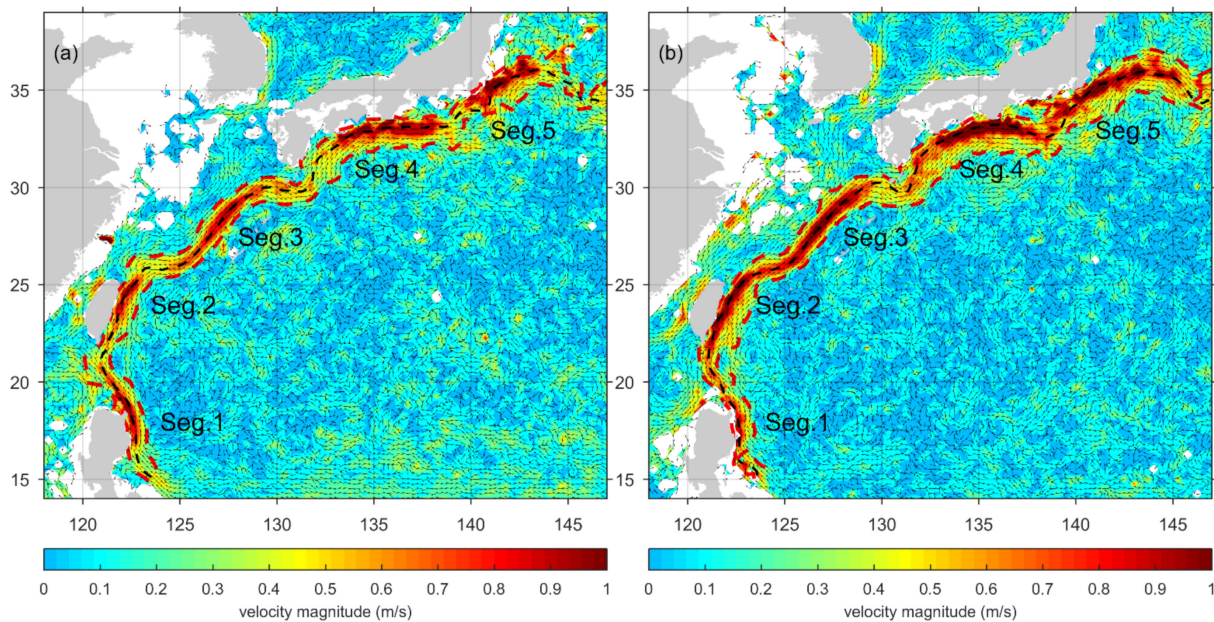 (a)
35
30
25
20
15
Seg.5
Seg.4
Seg.3
Seg.2
Seg.1
120 125 130 135 140 145
0 0.1 0.2 0.3 0.4 0.5 0.6 0.7 0.8 0.9 1
velocity magnitude (m/s)
(b)
35
30
25
20
15
Seg.5
Seg.4
Seg.3
Seg.2
Seg.1
120 125 130 135 140 145
0 0.1 0.2 0.3 0.4 0.5 0.6 0.7 0.8 0.9 1
velocity magnitude (m/s)